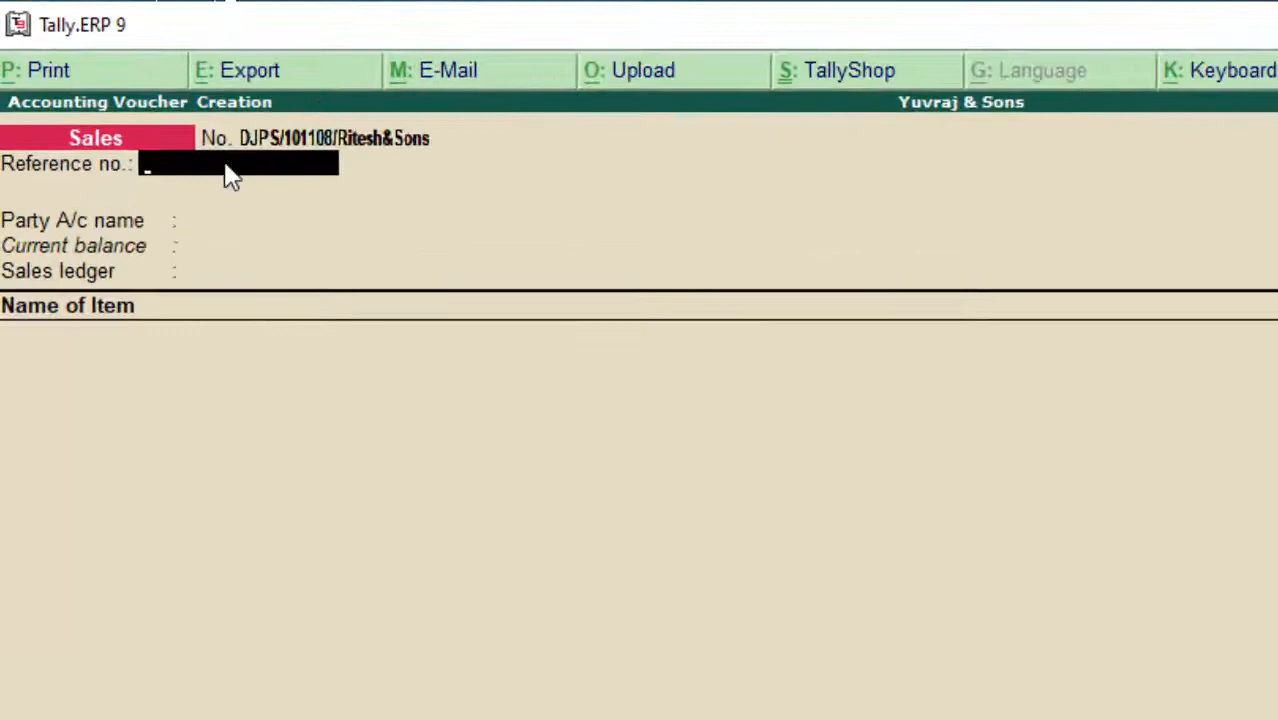 Tally.ERP 9
P: Print E: Export M: E-Mail O: Upload S: TallyShop G: Language K: Keyboard
Accounting Voucher Creation Yuvraj & Sons
Sales No. DJPS/101108/Ritesh&Sons
Reference no.:
Party A/c name :
Current balance :
Sales ledger :
Name of Item